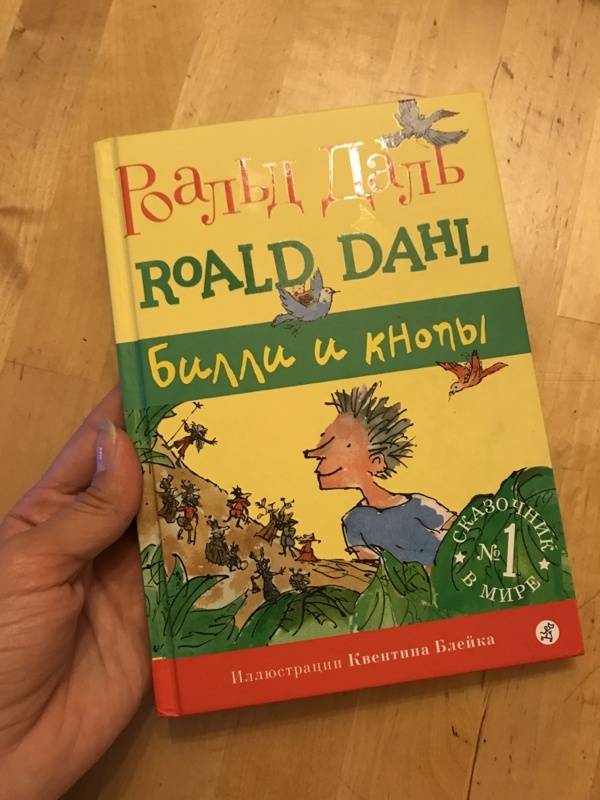 Роальд Даль
ROALD DAHL
Билли и кнопы
СКАЗОЧНИК
№1
В МИРЕ
Иллюстрации Квентина Блейка